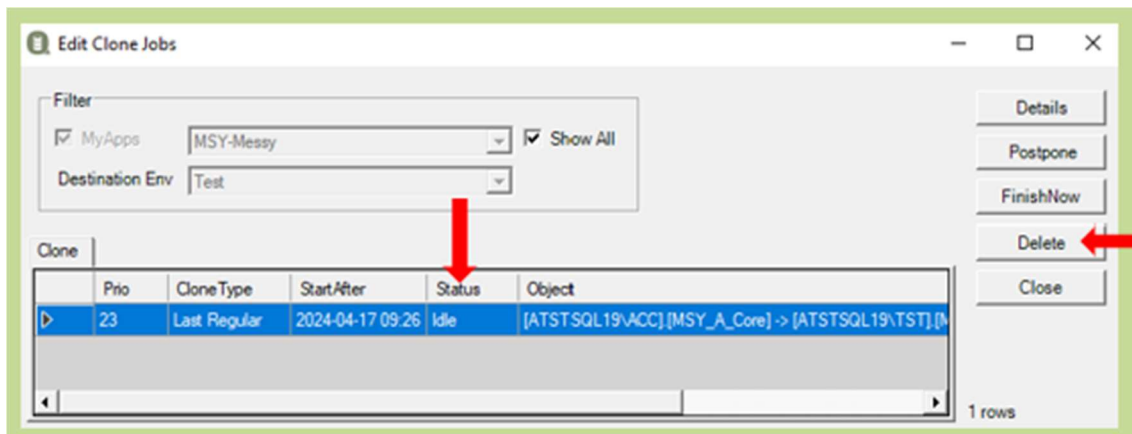 Edit Clone Jobs
Filter
MyApps
MSY-Messy
Show All
Destination Env
Test
Details
Postpone
FinishNow
Delete
Close
Clone
Prio CloneType StartAfter Status Object
23 Last Regular 2024-04-17 09:26 Idle [ATSTSQL19\ACC].[MSY_A_Core] -> [ATSTSQL19\TST].[M
1 rows